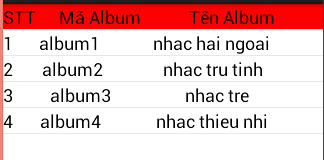 STT Mã Album Tên Album
1 album1 nhac hai ngoai
2 album2 nhac tru tinh
3 album3 nhac tre
4 album4 nhac thieu nhi